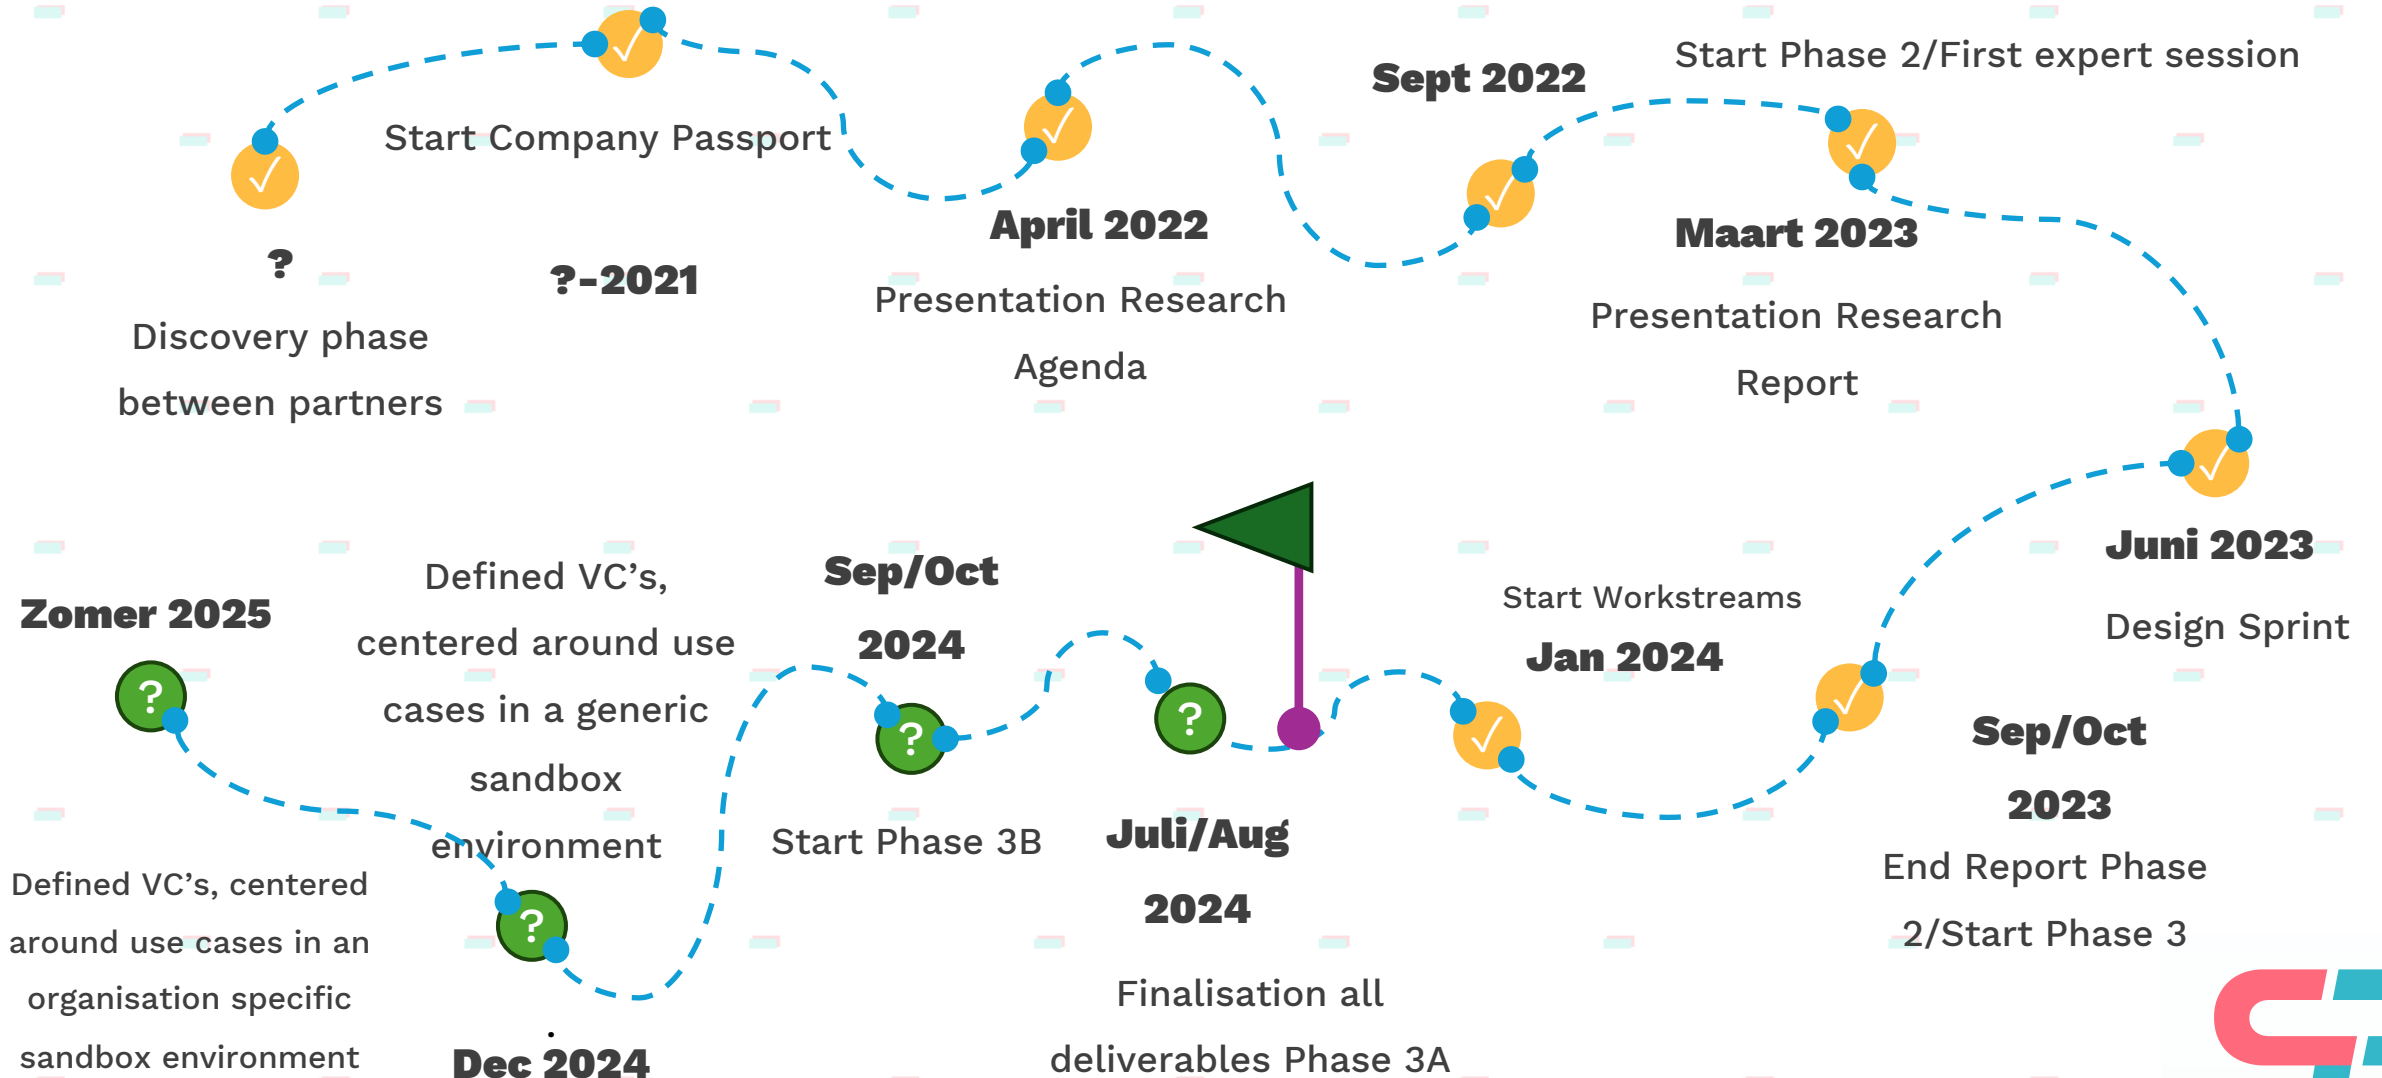 ?
Discovery phase
between partners
Start Company Passport
?-2021
April 2022
Presentation Research
Agenda
Sept 2022
Start Phase 2/First expert session
Maart 2023
Presentation Research
Report
Juni 2023
Design Sprint
Sep/Oct
2023
End Report Phase
2/Start Phase 3
Start Workstreams
Jan 2024
?
Juli/Aug
2024
Finalisation all
deliverables Phase 3A
Sep/Oct
2024
?
Start Phase 3B
Defined VC’s,
centered around use
cases in a generic
sandbox
environment
?
.
Dec 2024
Zomer 2025
?
Defined VC’s, centered
around use cases in an
organisation specific
sandbox environment